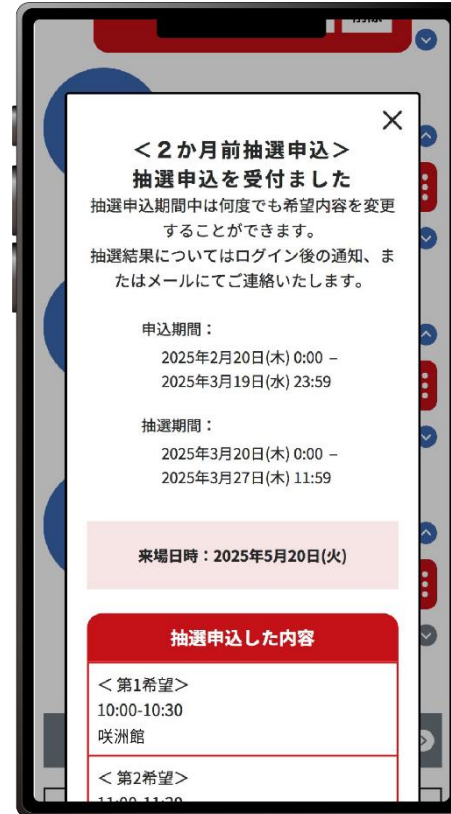 ＜２か月前抽選申込＞
抽選申込を受付ました
抽選申込期間中は何度でも希望内容を変更
することができます。
抽選結果についてはログイン後の通知、ま
たはメールにてご連絡いたします。
申込期間：
2025年2月20日(木) 0:00 –
2025年3月19日(水) 23:59
抽選期間：
2025年3月20日(木) 0:00 –
2025年3月27日(木) 11:59
来場日時：2025年5月20日(火)
抽選申込した内容
＜ 第1希望＞
10:00-10:30
咲洲館
＜ 第2希望＞